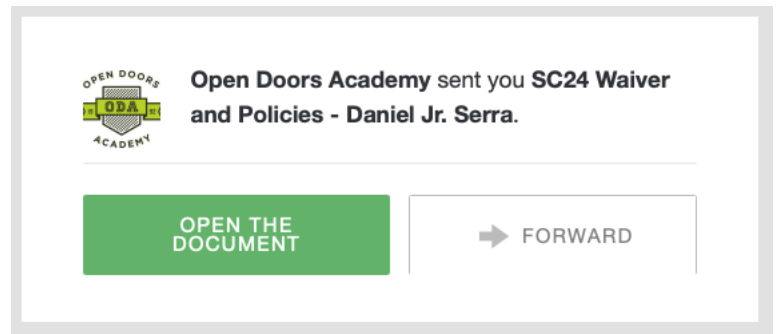 OPEN DOORS
ODA
ACADEMY
Open Doors Academy sent you SC24 Waiver
and Policies - Daniel Jr. Serra.
OPEN THE
DOCUMENT
FORWARD